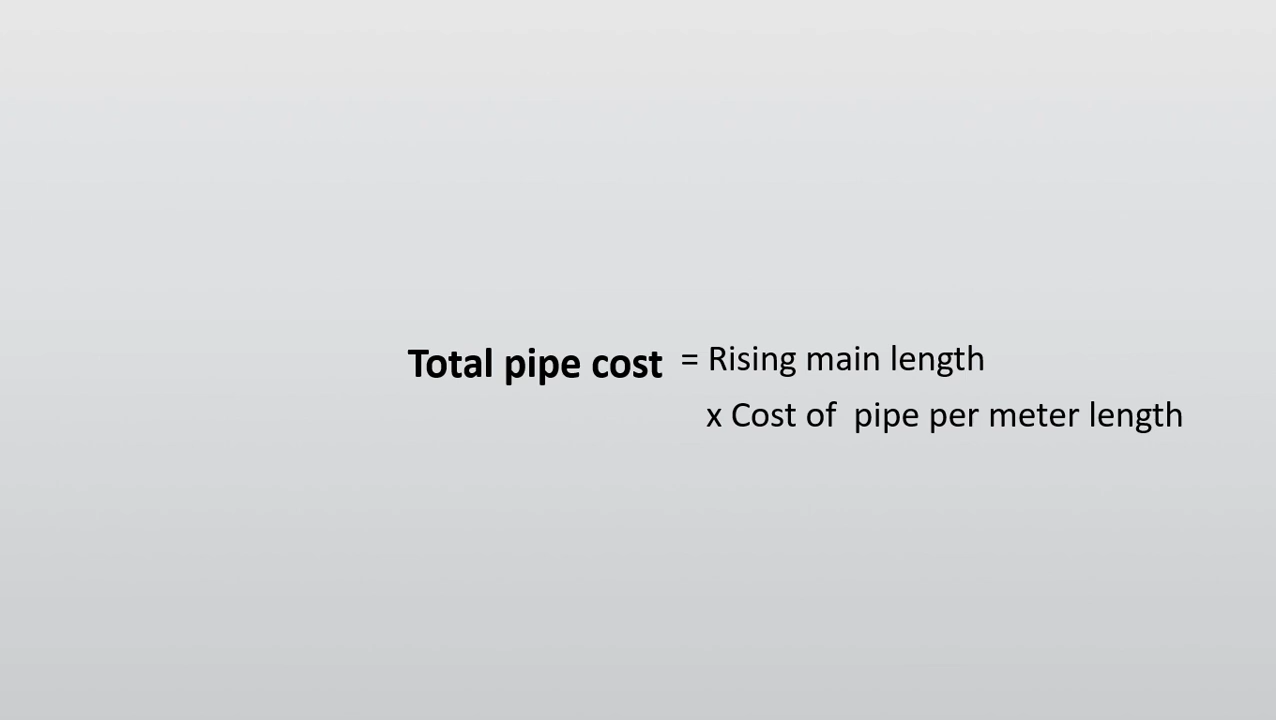 Total pipe cost = Rising main length
x Cost of pipe per meter length